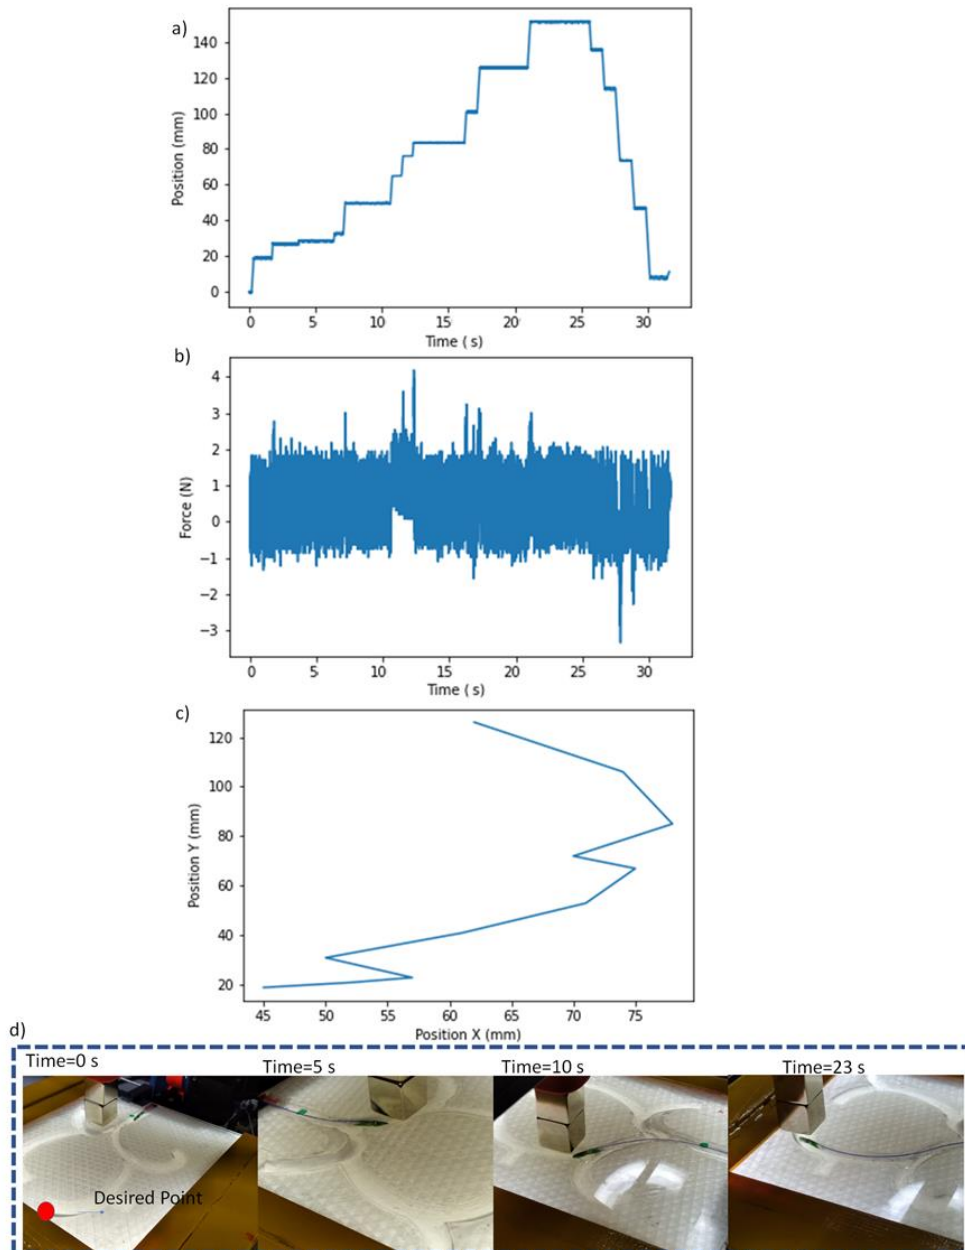 a)
140
120
100
80
60
40
20
0
Position (mm)
0 5 10 15 20 25 30
Time ( s)
b)
4
3
2
1
0
−1
−2
−3
Force (N)
0 5 10 15 20 25 30
Time ( s)
c)
120
100
80
60
40
20
Position Y (mm)
45 50 55 60 65 70 75
Position X (mm)
d)
Time=0 s
Time=5 s
Time=10 s
Time=23 s
Desired Point